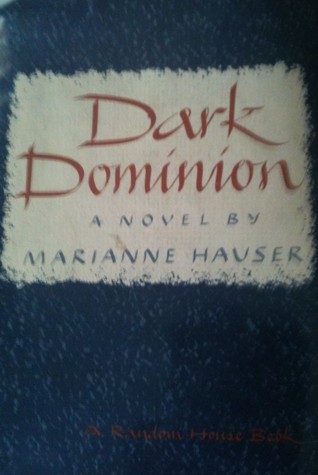 Dark
Dominion
A NOVEL BY
MARIANNE HAUSER
A Random House Book